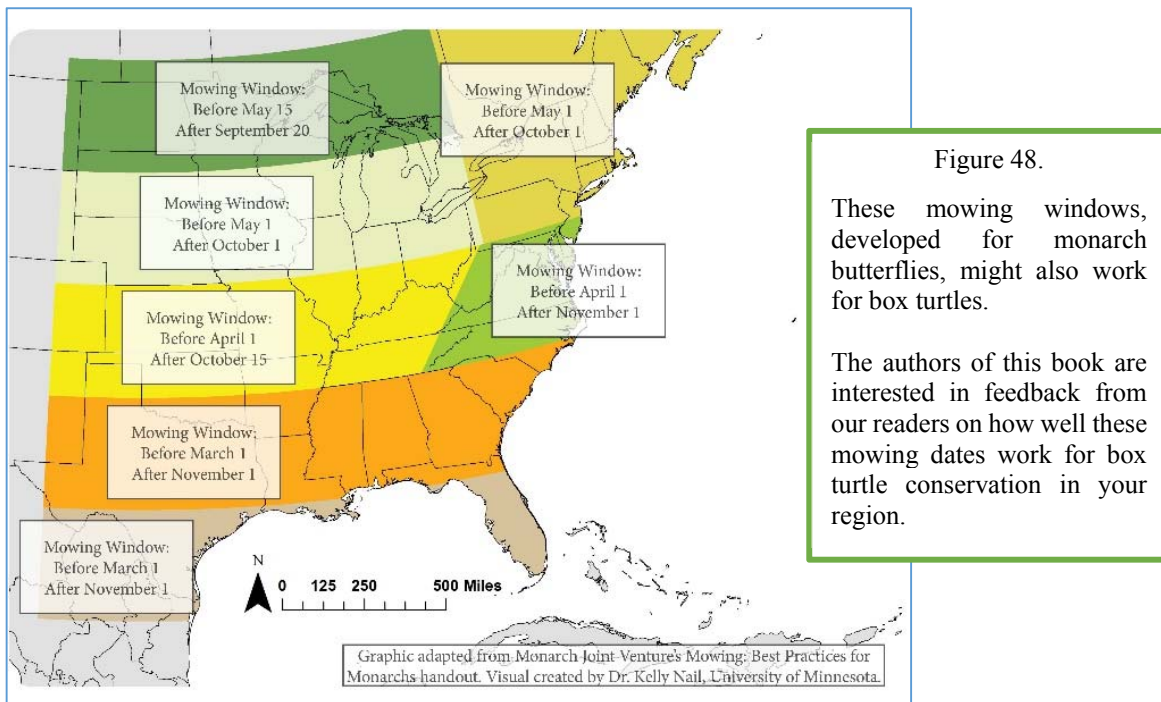 Mowing Window:
Before May 15
After September 20
Mowing Window:
Before May 1
After October 1
Mowing Window:
Before May 1
After October 1
Mowing Window:
Before April 1
After November 1
Mowing Window:
Before April 1
After October 15
Mowing Window:
Before March 1
After November 1
Mowing Window:
Before March 1
After November 1
N
0 125 250 500 Miles
Graphic adapted from Monarch Joint Venture's Mowing: Best Practices for
Monarchs handout. Visual created by Dr. Kelly Nail, University of Minnesota.
Figure 48.
These mowing windows,
developed for monarch
butterflies, might also work
for box turtles.
The authors of this book are
interested in feedback from
our readers on how well these
mowing dates work for box
turtle conservation in your
region.